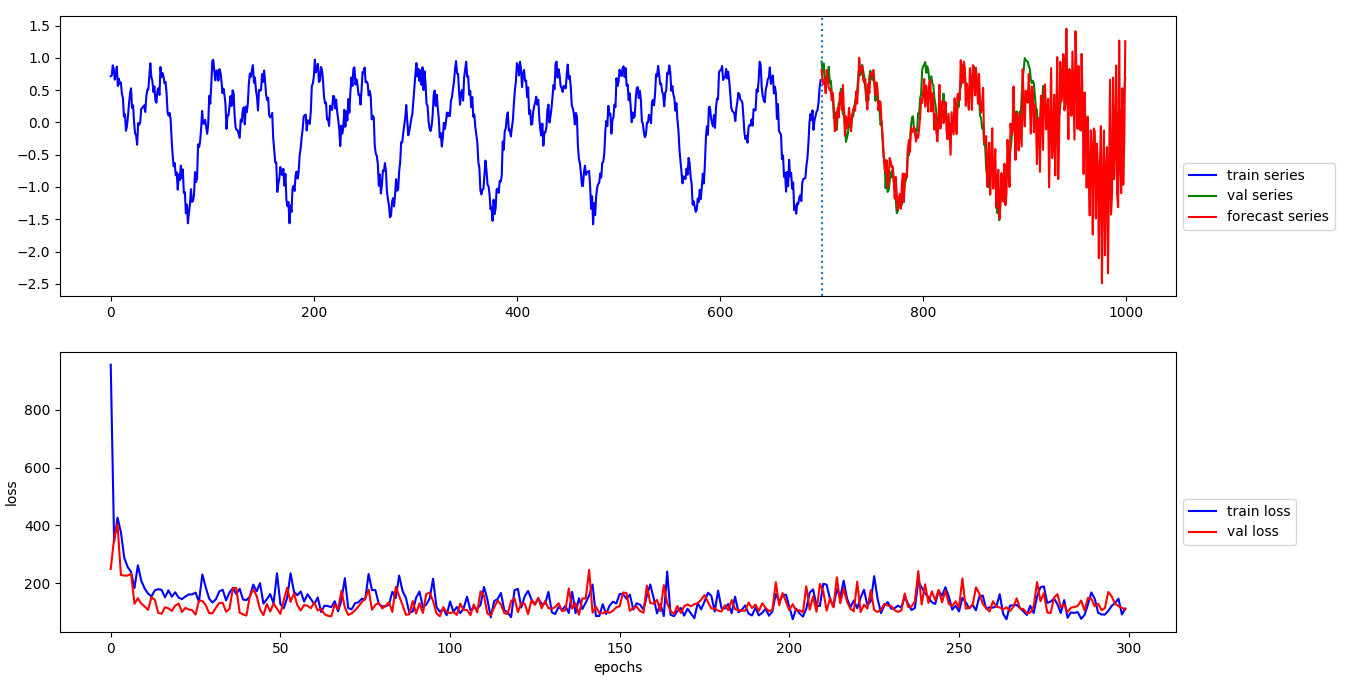 1.5
1.0
0.5
0.0
−0.5
−1.0
−1.5
−2.0
−2.5
0 200 400 600 800 1000
train series
val series
forecast series
800
600
400
200
loss
0 50 100 150 200 250 300
epochs
train loss
val loss